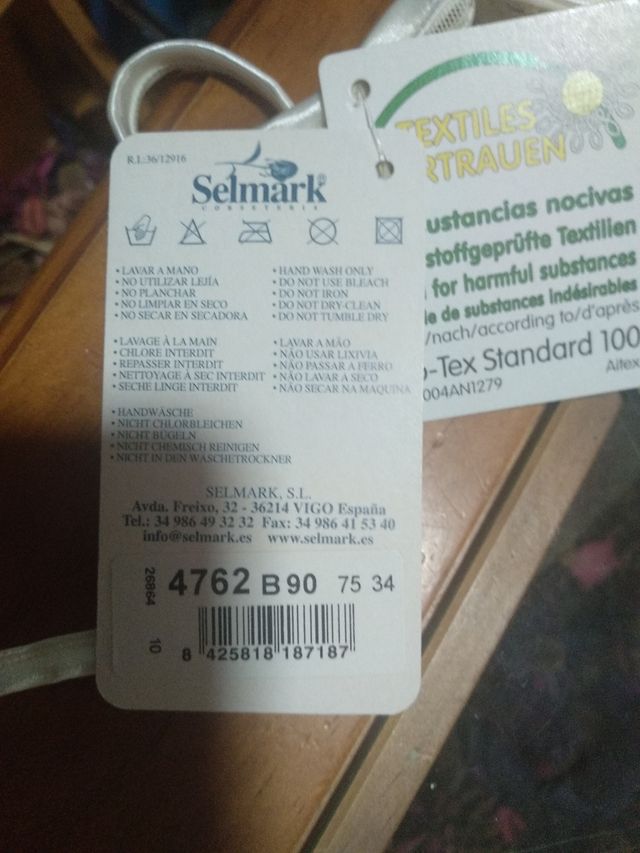 R.I.:36/12916
Selmark®
CORSETERIA
• LAVAR A MANO
• NO UTILIZAR LEJÍA
• NO PLANCHAR
• NO LIMPIAR EN SECO
• NO SECAR EN SECADORA
• HAND WASH ONLY
• DO NOT USE BLEACH
• DO NOT IRON
• DO NOT DRY-CLEAN
• DO NOT TUMBLE DRY
• LAVAGE À LA MAIN
• CHLORE INTERDIT
• REPASSER INTERDIT
• NETTOYAGE A SEC INTERDIT
• SECHE LINGE INTERDIT
• LAVAR A MÃO
• NÃO USAR LIXIVIA
• NÃO PASSAR A FERRO
• NÃO LAVAR A SECO
• NÃO SECAR NA MAQUINA
• HANDWÄSCHE
• NICHT CHLORBLEICHEN
• NICHT BÜGELN
• NICHT CHEMISCH REINIGEN
• NICHT IN DEN WASCHETROCKNER
SELMARK, S.L.
Avda. Freixo, 32 - 36214 VIGO España
Tel.: 34 986 49 32 32 Fax: 34 986 41 53 40
info@selmark.es www.selmark.es
26864 10
4762 B 90 75 34
8 425818 187187
TEXTILES
RTRAUEN
ustancias nocivas
stoffgeprüfte Textilien
for harmful substances
le de substances indésirables
/nach/according to/d'après
-Tex Standard 100
004AN1279 Aitex